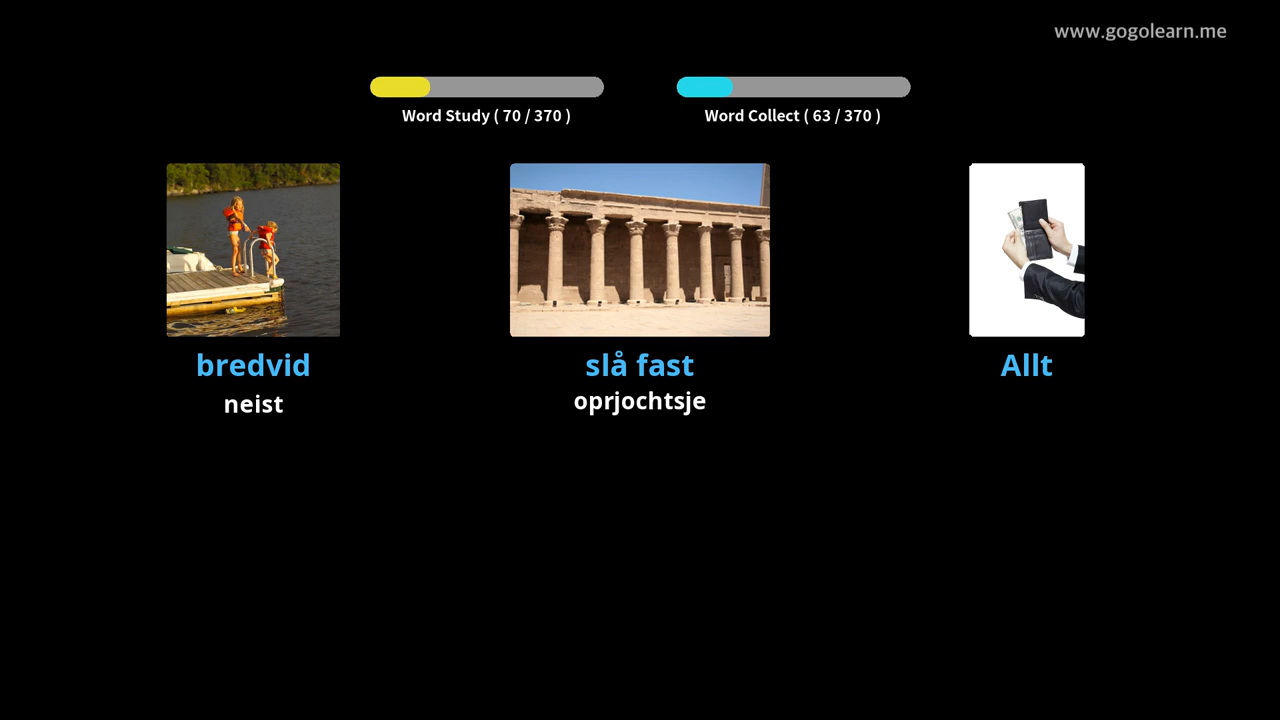 www.gogolearn.me
Word Study ( 70 / 370 )
Word Collect ( 63 / 370 )
bredvid
neist
slå fast
oprjochtsje
Allt